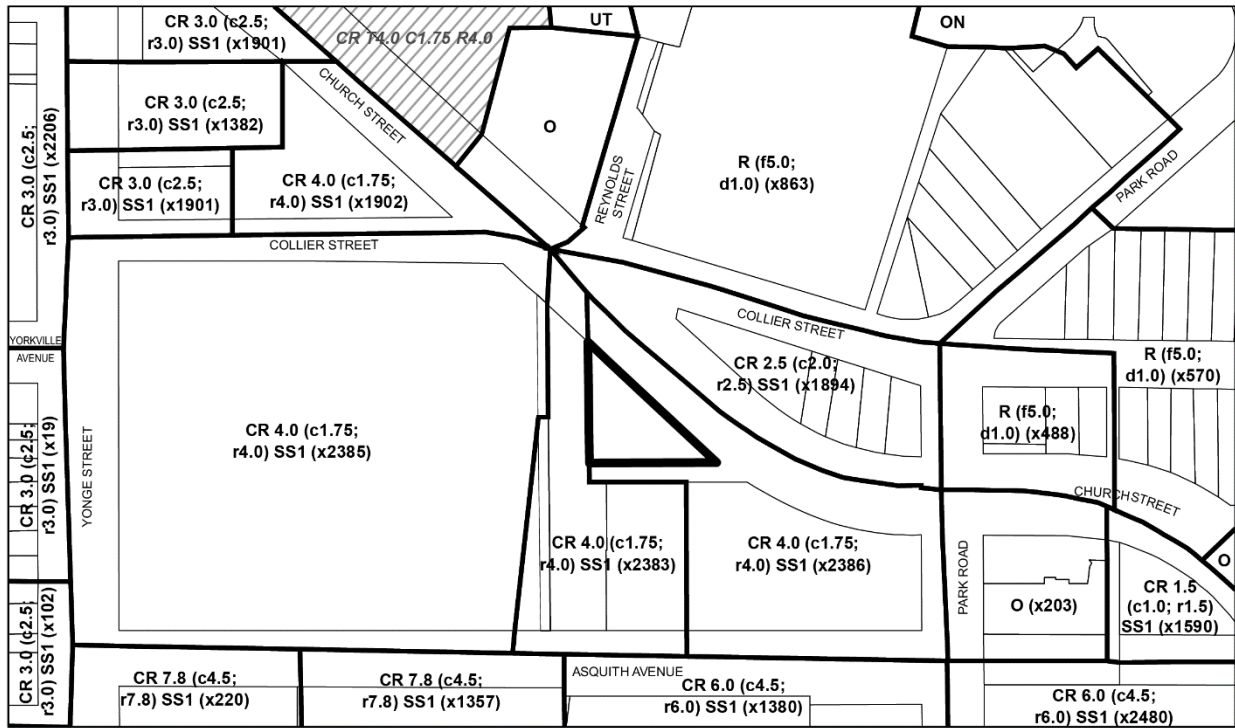 CR 3.0 (c2.5;
r3.0) SS1 (x1901)
CR T4.0 C1.75 R4.0
UT
ON
CHURCH STREET
CR 3.0 (c2.5;
r3.0) SS1 (x2206)
CR 3.0 (c2.5;
r3.0) SS1 (x1382)
O
R (f5.0;
d1.0) (x863)
CR 3.0 (c2.5;
r3.0) SS1 (x1901)
CR 4.0 (c1.75;
r4.0) SS1 (x1902)
REYNOLDS
STREET
PARK ROAD
COLLIER STREET
COLLIER STREET
YORKVILLE
AVENUE
CR 2.5 (c2.0;
r2.5) SS1 (x1894)
R (f5.0;
d1.0) (x570)
R (f5.0;
d1.0) (x488)
CR 3.0 (c2.5;
r3.0) SS1 (x19)
YONGE STREET
CR 4.0 (c1.75;
r4.0) SS1 (x2385)
CHURCH STREET
CR 4.0 (c1.75;
r4.0) SS1 (x2383)
CR 4.0 (c1.75;
r4.0) SS1 (x2386)
PARK ROAD
O
O (x203)
CR 1.5
(c1.0; r1.5)
SS1 (x1590)
CR 3.0 (c2.5;
r3.0) SS1 (x102)
ASQUITH AVENUE
CR 7.8 (c4.5;
r7.8) SS1 (x220)
CR 7.8 (c4.5;
r7.8) SS1 (x1357)
CR 6.0 (c4.5;
r6.0) SS1 (x1380)
CR 6.0 (c4.5;
r6.0) SS1 (x2480)